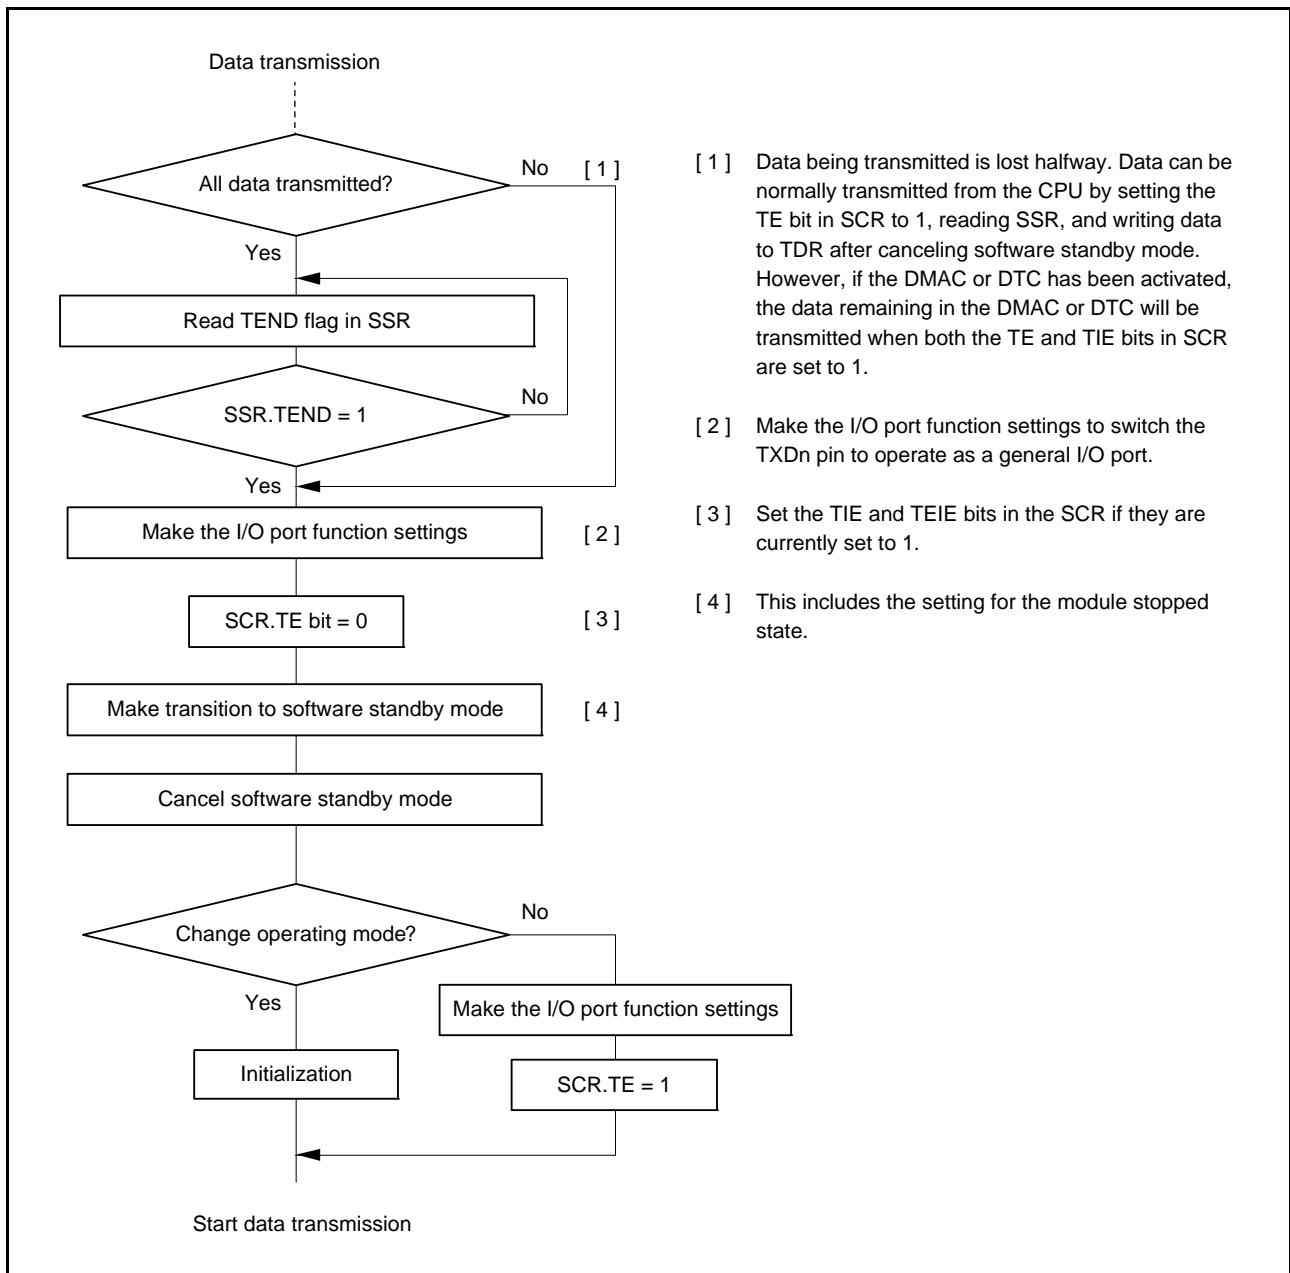 Data transmission
All data transmitted?
No [ 1 ]
Yes
Read TEND flag in SSR
SSR.TEND = 1
No
Yes
Make the I/O port function settings [ 2 ]
SCR.TE bit = 0 [ 3 ]
Make transition to software standby mode [ 4 ]
Cancel software standby mode
Change operating mode?
No
Yes
Make the I/O port function settings
Initialization
SCR.TE = 1
Start data transmission
[ 1 ] Data being transmitted is lost halfway. Data can be
normally transmitted from the CPU by setting the
TE bit in SCR to 1, reading SSR, and writing data
to TDR after canceling software standby mode.
However, if the DMAC or DTC has been activated,
the data remaining in the DMAC or DTC will be
transmitted when both the TE and TIE bits in SCR
are set to 1.
[ 2 ] Make the I/O port function settings to switch the
TXDn pin to operate as a general I/O port.
[ 3 ] Set the TIE and TEIE bits in the SCR if they are
currently set to 1.
[ 4 ] This includes the setting for the module stopped
state.